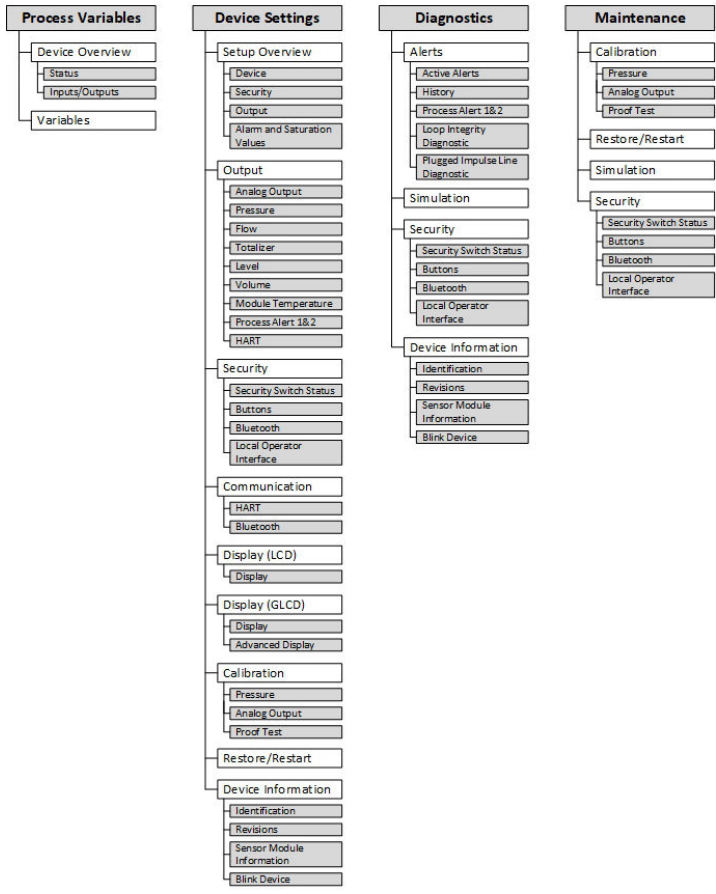 Process Variables
Device Overview
Status
Inputs/Outputs
Variables
Device Settings
Setup Overview
Device
Security
Output
Alarm and Saturation
Values
Output
Analog Output
Pressure
Flow
Totalizer
Level
Volume
Module Temperature
Process Alert 1&2
HART
Security
Security Switch Status
Buttons
Bluetooth
Local Operator
Interface
Communication
HART
Bluetooth
Display (LCD)
Display
Display (GLCD)
Display
Advanced Display
Calibration
Pressure
Analog Output
Proof Test
Restore/Restart
Device Information
Identification
Revisions
Sensor Module
Information
Blink Device
Diagnostics
Alerts
Active Alerts
History
Process Alert 1&2
Loop Integrity
Diagnostic
Plugged Impulse Line
Diagnostic
Simulation
Security
Security Switch Status
Buttons
Bluetooth
Local Operator
Interface
Device Information
Identification
Revisions
Sensor Module
Information
Blink Device
Maintenance
Calibration
Pressure
Analog Output
Proof Test
Restore/Restart
Simulation
Security
Security Switch Status
Buttons
Bluetooth
Local Operator
Interface